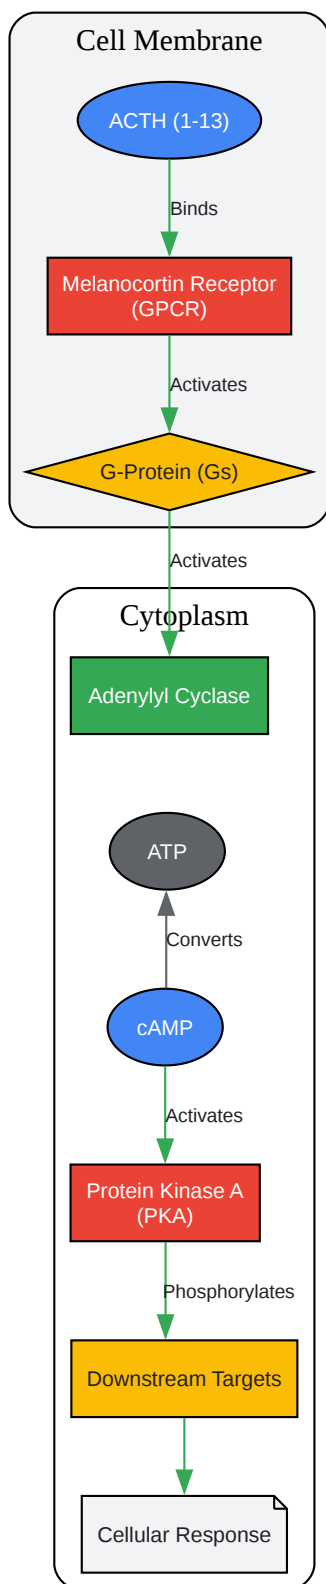 Cell Membrane
ACTH (1-13)
Binds
Melanocortin Receptor
(GPCR)
Activates
G-Protein (Gs)
Activates
Cytoplasm
Adenylyl Cyclase
ATP
Converts
cAMP
Activates
Protein Kinase A
(PKA)
Phosphorylates
Downstream Targets
Cellular Response